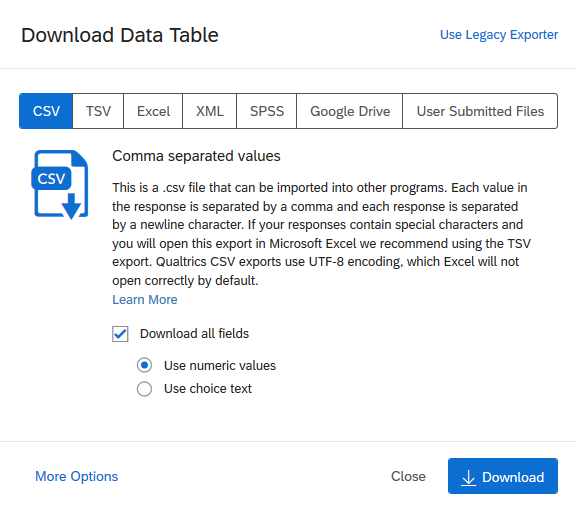 Download Data Table
Use Legacy Exporter
CSV
TSV
Excel
XML
SPSS
Google Drive
User Submitted Files
CSV
Comma separated values
This is a .csv file that can be imported into other programs. Each value in
the response is separated by a comma and each response is separated
by a newline character. If your responses contain special characters and
you will open this export in Microsoft Excel we recommend using the TSV
export. Qualtrics CSV exports use UTF-8 encoding, which Excel will not
open correctly by default.
Learn More
Download all fields
Use numeric values
Use choice text
More Options
Close
Download